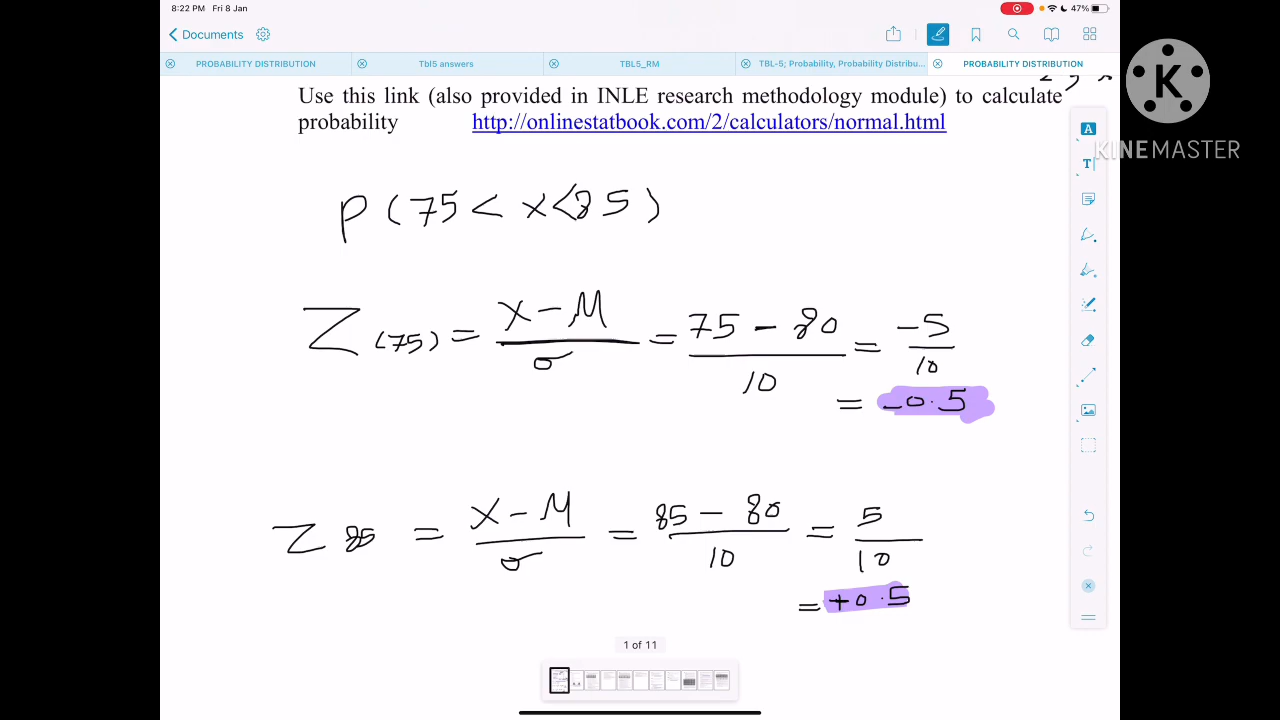 8:22 PM Fri 8 Jan 47%
Documents
PROBABILITY DISTRIBUTION Tbl5 answers TBL5_RM TBL-5; Probability, Probability Distribu... PROBABILITY DISTRIBUTION
K
KINEMASTER
Use this link (also provided in INLE research methodology module) to calculate
probability http://onlinestatbook.com/2/calculators/normal.html
P (75 < x < 85)
Z (75) = X - M / σ = 75 - 80 / 10 = -5 / 10
= -0.5
Z 85 = X - M / σ = 85 - 80 / 10 = 5 / 10
= +0.5
1 of 11
A
T